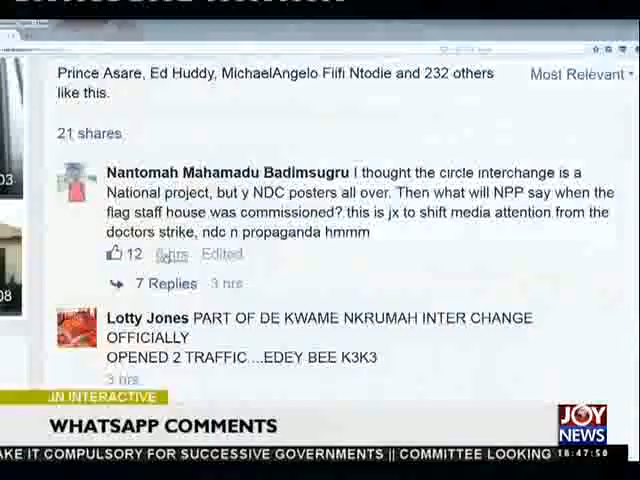 Prince Asare, Ed Huddy, MichaelAngelo Fiifi Ntodie and 232 others
Most Relevant
like this.
21 shares
03
Nantomah Mahamadu Badimsugru I thought the circle interchange is a
National project, but y NDC posters all over. Then what will NPP say when the
flag staff house was commissioned? this is jx to shift media attention from the
doctors strike, ndc n propaganda hmmm
12 6 hrs Edited
08
7 Replies 3 hrs
Lotty Jones PART OF DE KWAME NKRUMAH INTER CHANGE
OFFICIALLY
OPENED 2 TRAFFIC....EDEY BEE K3K3
3 hrs
JN INTERACTIVE
WHATSAPP COMMENTS
JOY
NEWS
AKE IT COMPULSORY FOR SUCCESSIVE GOVERNMENTS || COMMITTEE LOOKING
16:47:58